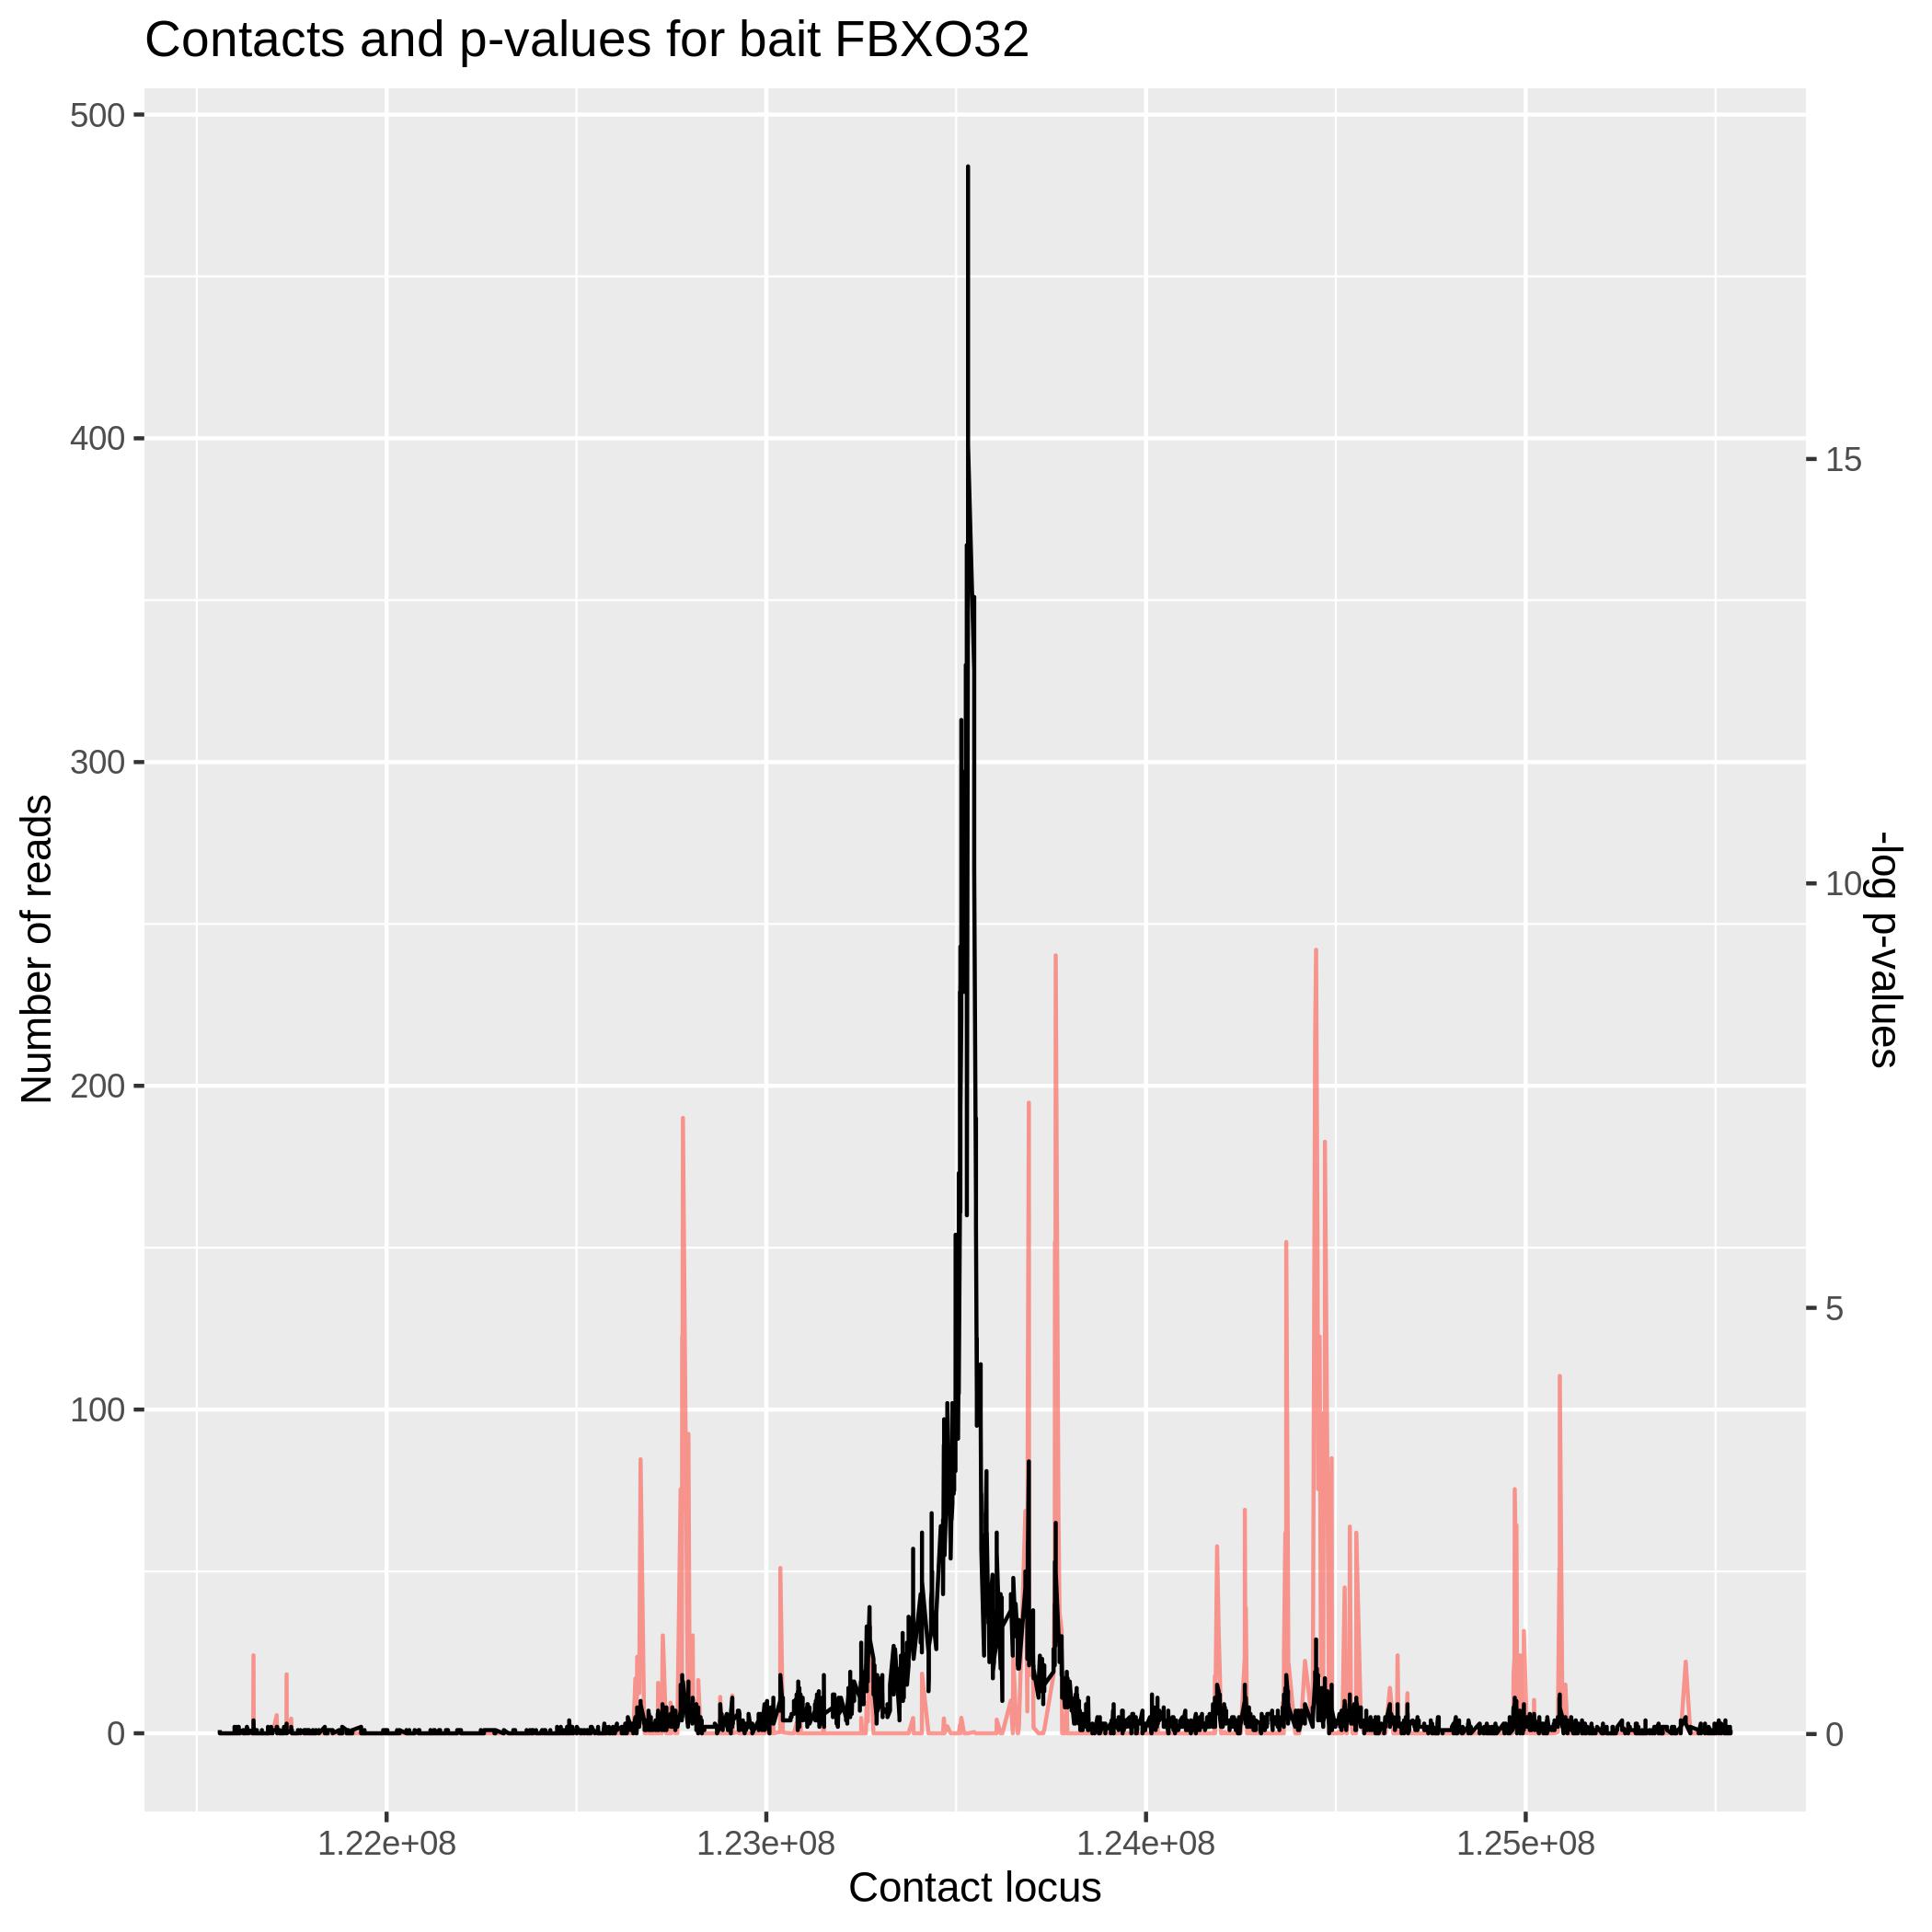 Contacts and p-values for bait FBXO32
500
400
300
200
100
0
Number of reads
15
10
5
0
-log p-values
1.22e+08 1.23e+08 1.24e+08 1.25e+08
Contact locus